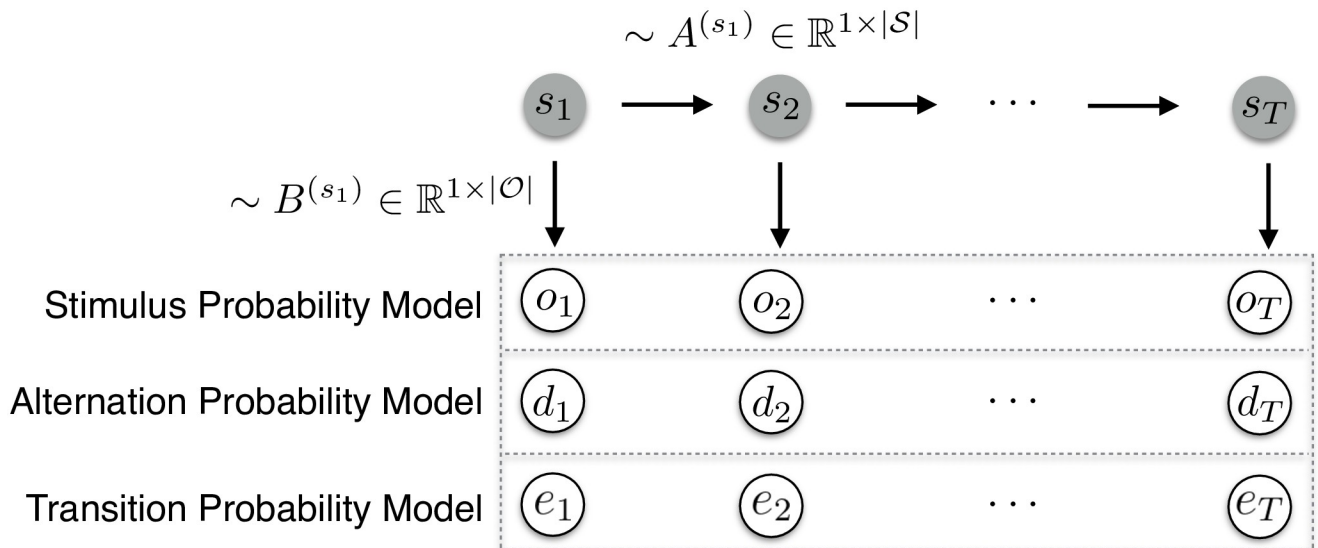 ∼ A^{(s_1)} ∈ ℝ^{1×|𝒮|}
s_1 s_2 ··· s_T
∼ B^{(s_1)} ∈ ℝ^{1×|𝒪|}
Stimulus Probability Model o_1 o_2 ··· o_T
Alternation Probability Model d_1 d_2 ··· d_T
Transition Probability Model e_1 e_2 ··· e_T